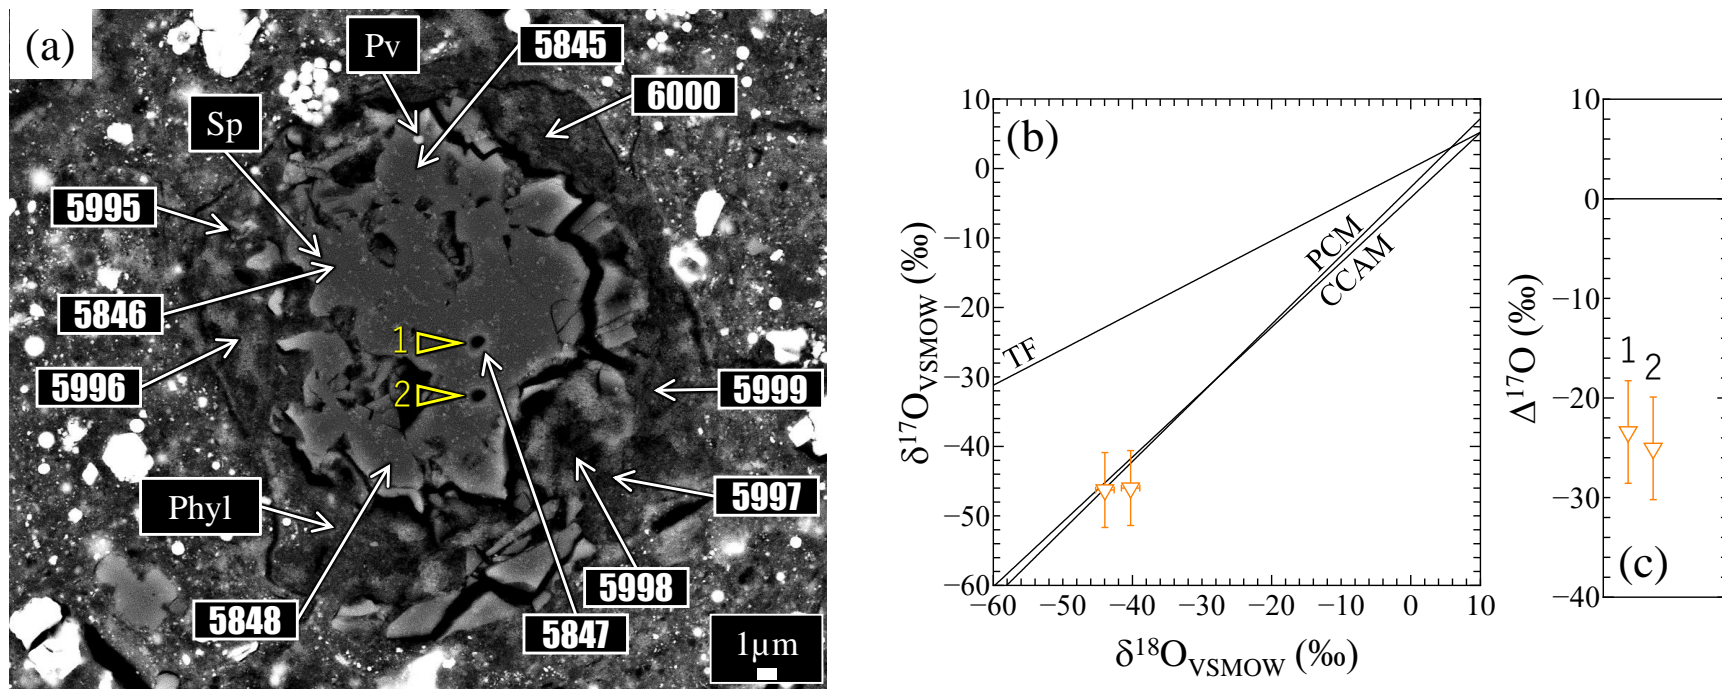 (a)
Pv
5845
6000
Sp
5995
5846
1
5996
2
5999
Phyl
5997
5998
5848
5847
1μm
(b)
10
0
−10
−20
−30
−40
−50
−60
δ¹⁷O_VSMOW (‰)
TF
PCM
CCAM
−60 −50 −40 −30 −20 −10 0 10
δ¹⁸O_VSMOW (‰)
10
0
−10
−20
−30
−40
Δ¹⁷O (‰)
1
2
(c)